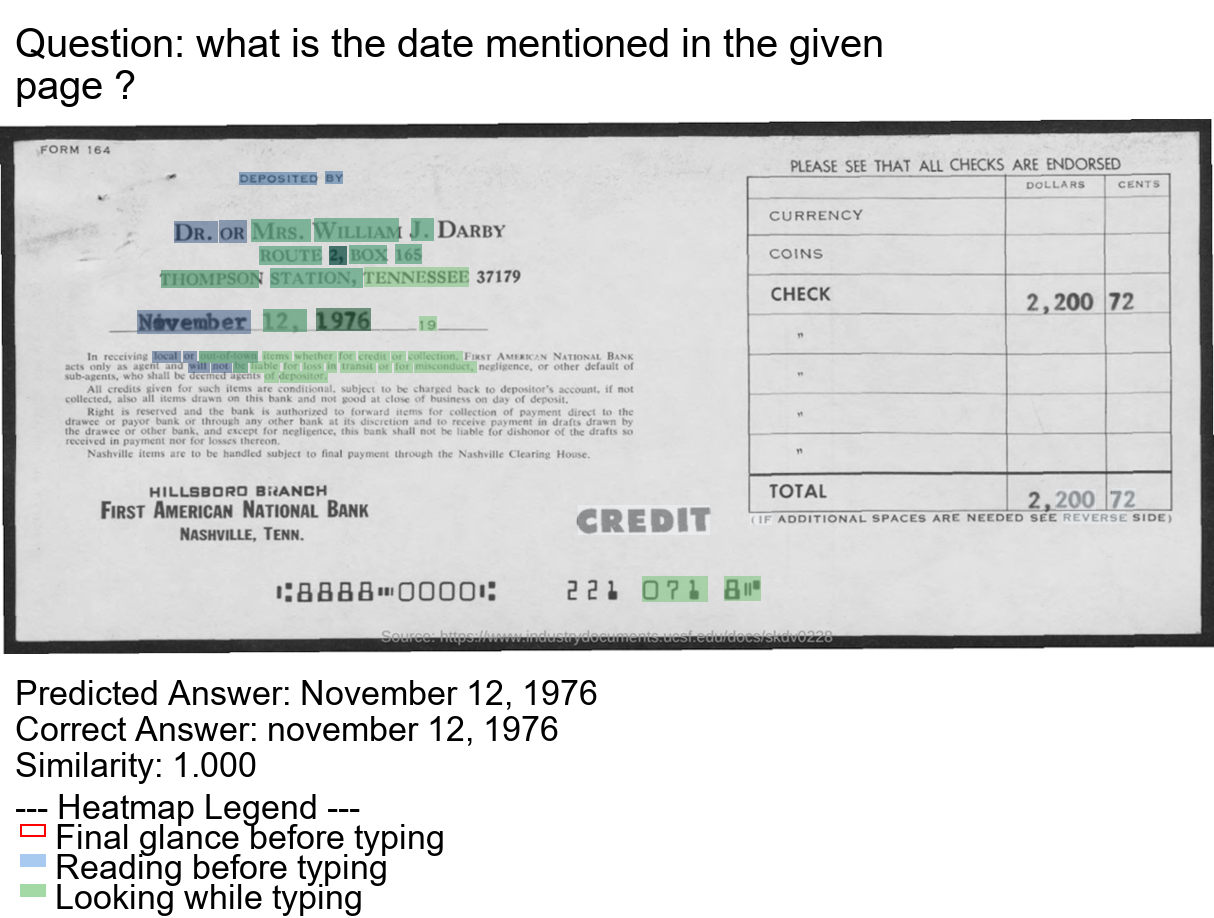 Question: what is the date mentioned in the given
page ?
FORM 164
DEPOSITED BY
DR. OR MRS. WILLIAM J. DARBY
ROUTE 2, BOX 165
THOMPSON STATION, TENNESSEE 37179
November 12, 1976 19
In receiving local or out-of-town items whether for credit or collection, FIRST AMERICAN NATIONAL BANK
acts only as agent and will not be liable for loss in transit or for misconduct, negligence, or other default of
sub-agents, who shall be deemed agents of depositor.
All credits given for such items are conditional, subject to be charged back to depositor's account, if not
collected, also all items drawn on this bank and not good at close of business on day of deposit.
Right is reserved and the bank is authorized to forward items for collection of payment direct to the
drawee or payor bank or through any other bank at its discretion and to receive payment in drafts drawn by
the drawee or other bank, and except for negligence, this bank shall not be liable for dishonor of the drafts so
received in payment nor for losses thereon.
Nashville items are to be handled subject to final payment through the Nashville Clearing House.
HILLSBORO BRANCH
FIRST AMERICAN NATIONAL BANK
NASHVILLE, TENN.
CREDIT
PLEASE SEE THAT ALL CHECKS ARE ENDORSED
DOLLARS CENTS
CURRENCY
COINS
CHECK 2,200 72
"
"
"
"
TOTAL 2,200 72
(IF ADDITIONAL SPACES ARE NEEDED SEE REVERSE SIDE)
⑆8888⑉0000⑆ 221 071 8⑈
Source: https://www.industrydocuments.ucsf.edu/docs/skdv0228
Predicted Answer: November 12, 1976
Correct Answer: november 12, 1976
Similarity: 1.000
--- Heatmap Legend ---
Final glance before typing
Reading before typing
Looking while typing